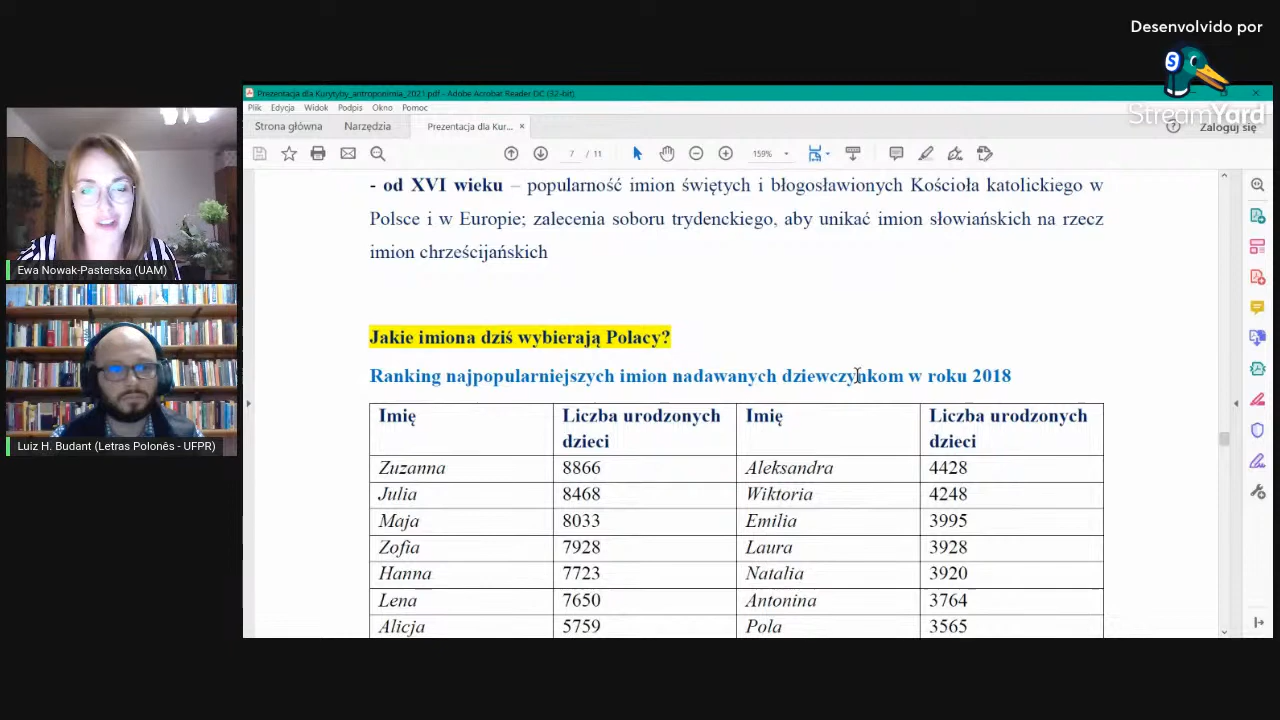 Desenvolvido por
S
StreamYard
Prezentacja dla Kurytyby_antroponimia_2021.pdf - Adobe Acrobat Reader DC (32-bit)
Plik Edycja Widok Podpis Okno Pomoc
Strona główna Narzędzia Prezentacja dla Kur... × Zaloguj się
7 / 11 159%
- od XVI wieku – popularność imion świętych i błogosławionych Kościoła katolickiego w
Polsce i w Europie; zalecenia soboru trydenckiego, aby unikać imion słowiańskich na rzecz
imion chrześcijańskich
Jakie imiona dziś wybierają Polacy?
Ranking najpopularniejszych imion nadawanych dziewczynkom w roku 2018
Imię Liczba urodzonych dzieci Imię Liczba urodzonych dzieci
Zuzanna 8866 Aleksandra 4428
Julia 8468 Wiktoria 4248
Maja 8033 Emilia 3995
Zofia 7928 Laura 3928
Hanna 7723 Natalia 3920
Lena 7650 Antonina 3764
Alicja 5759 Pola 3565
Ewa Nowak-Pasterska (UAM)
Luiz H. Budant (Letras Polonês - UFPR)